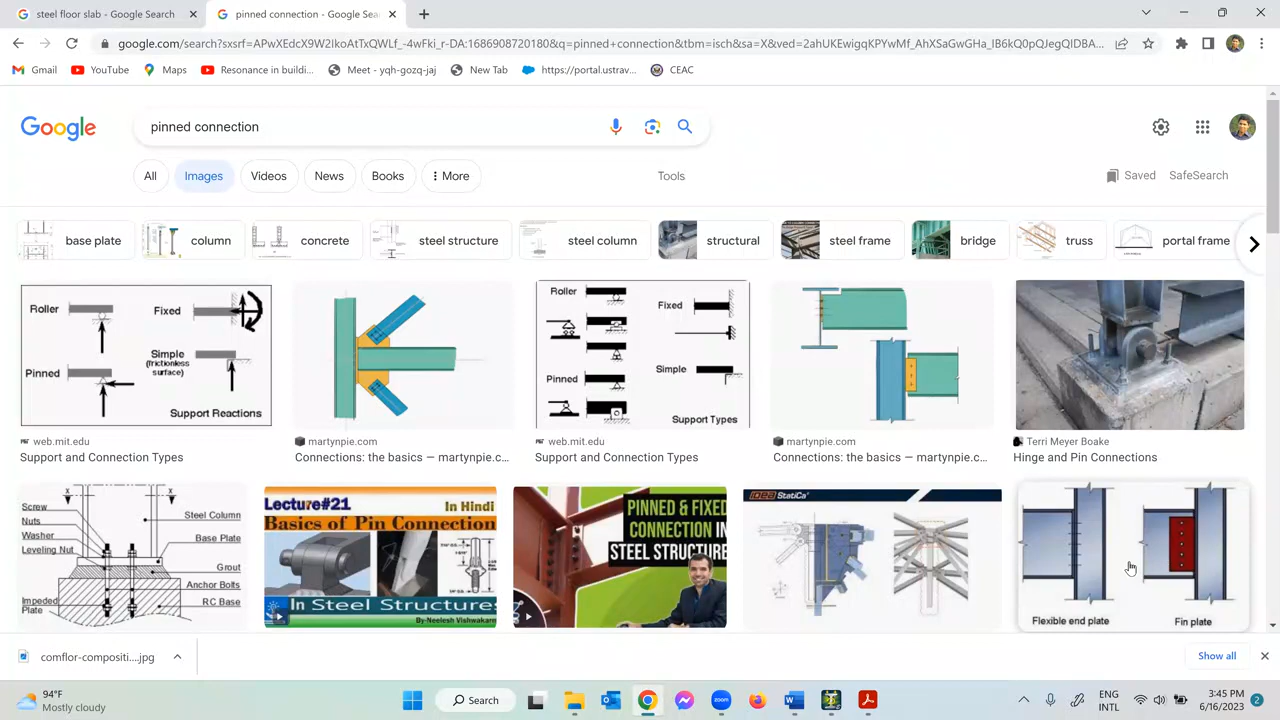 steel floor slab - Google Search
pinned connection - Google Sea
google.com/search?sxsrf=APwXEdcX9W2IkoAtTxQWLf_-4wFki_r-DA:1686908720180&q=pinned+connection&tbm=isch&sa=X&ved=2ahUKEwigqKPYwMf_AhXSaGwGHa_IB6kQ0pQJegQIDBA...
Gmail
YouTube
Maps
Resonance in buildi...
Meet - yqh-gozq-jaj
New Tab
https://portal.ustrav...
CEAC
Google
pinned connection
All
Images
Videos
News
Books
More
Tools
Saved
SafeSearch
base plate
column
concrete
steel structure
steel column
structural
steel frame
bridge
truss
portal frame
Roller
Fixed
Simple
(frictionless
surface)
Pinned
Support Reactions
Roller
Fixed
Pinned
Simple
Support Types
web.mit.edu
Support and Connection Types
martynpie.com
Connections: the basics — martynpie.c...
web.mit.edu
Support and Connection Types
martynpie.com
Connections: the basics — martynpie.c...
Terri Meyer Boake
Hinge and Pin Connections
X
X
Screw
Nuts
Washer
Leveling Nut
Impeded
Plate
Steel Column
Base Plate
Grout
Anchor Bolts
RC Base
Lecture#21
In Hindi
Basics of Pin Connection
In Steel Structures
By-Neelesh Vishwakarm
PINNED & FIXED
CONNECTION IN
STEEL STRUCTURE
IDEA StatiCa
Flexible end plate
Fin plate
comflor-compositi....jpg
Show all
94°F
Mostly cloudy
Search
zoom
ENG
INTL
3:45 PM
6/16/2023
2